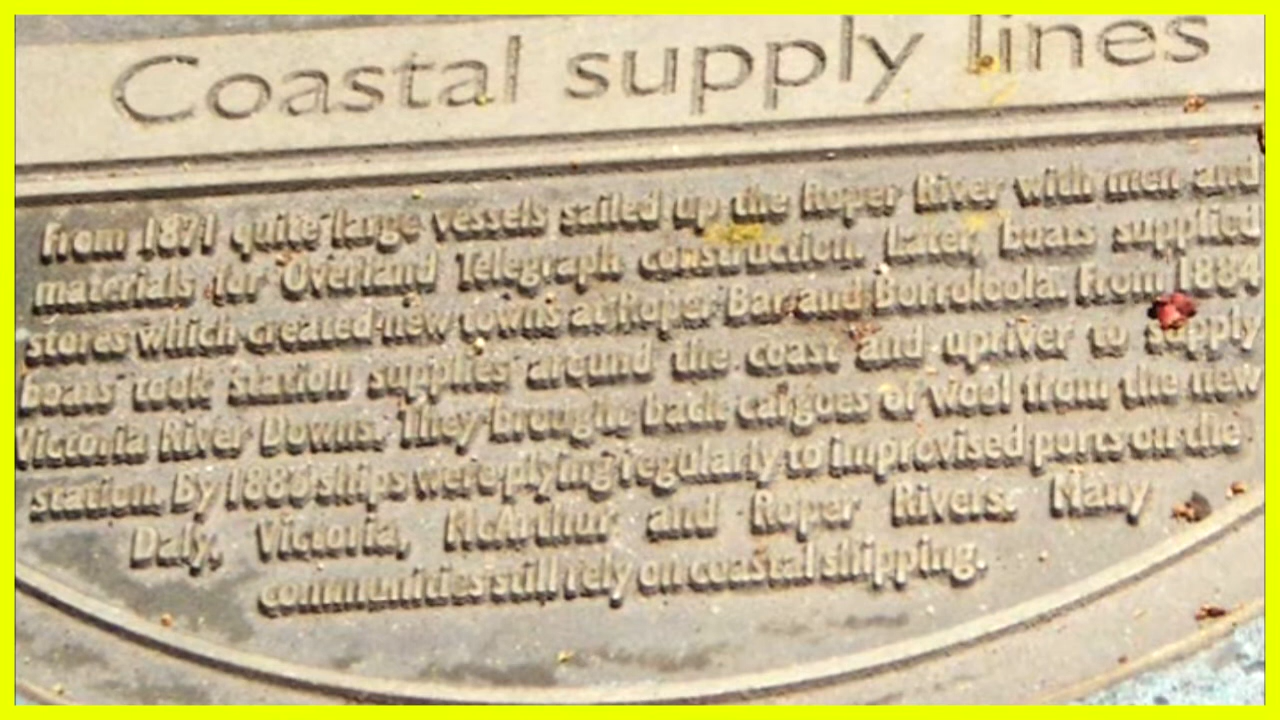 Coastal supply lines
From 1871 quite large vessels sailed up the Roper River with men and
materials for Overland Telegraph construction. Later, boats supplied
stores which created new towns at Roper Bar and Borroloola. From 1884
boats took station supplies around the coast and upriver to supply
Victoria River Downs. They brought back cargoes of wool from the new
station. By 1886 ships were plying regularly to improvised ports on the
Daly, Victoria, McArthur and Roper Rivers. Many
communities still rely on coastal shipping.